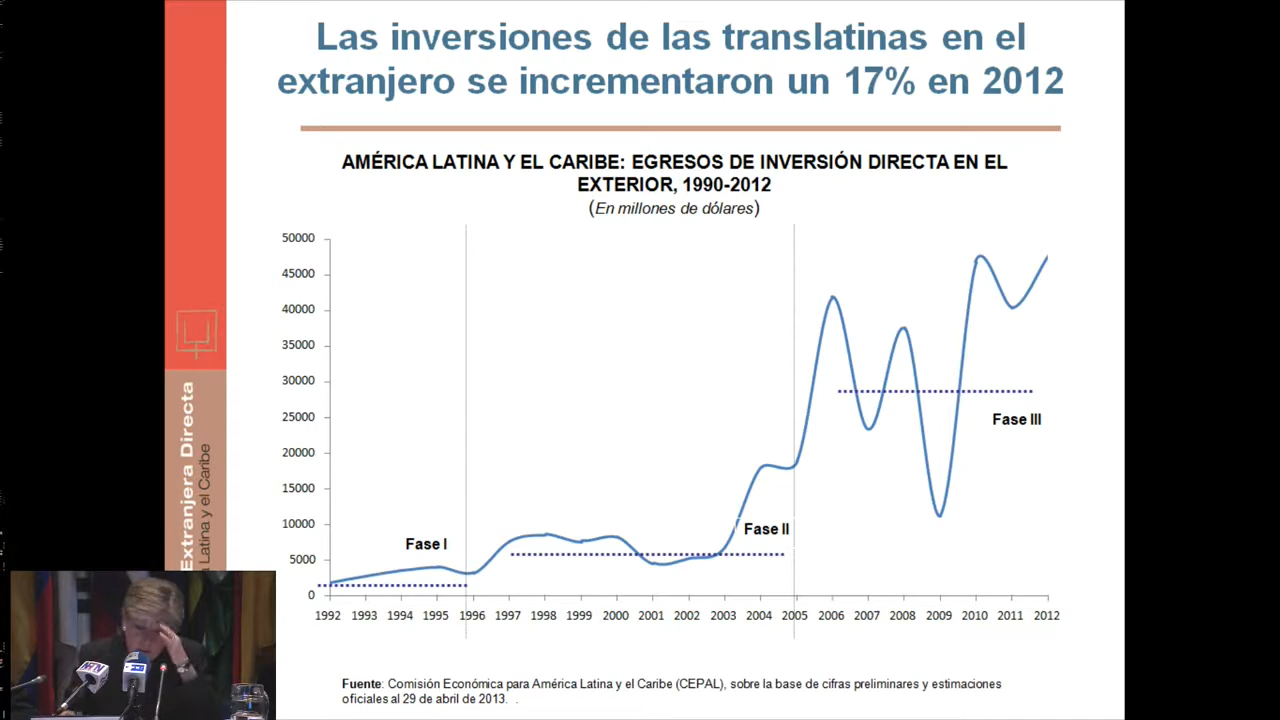 Las inversiones de las translatinas en el
extranjero se incrementaron un 17% en 2012
AMÉRICA LATINA Y EL CARIBE: EGRESOS DE INVERSIÓN DIRECTA EN EL
EXTERIOR, 1990-2012
(En millones de dólares)
50000
45000
40000
35000
30000
25000
20000
15000
10000
5000
0
Fase I
Fase II
Fase III
1992 1993 1994 1995 1996 1997 1998 1999 2000 2001 2002 2003 2004 2005 2006 2007 2008 2009 2010 2011 2012
Extranjera Directa
Latina y el Caribe
Fuente: Comisión Económica para América Latina y el Caribe (CEPAL), sobre la base de cifras preliminares y estimaciones
oficiales al 29 de abril de 2013. .